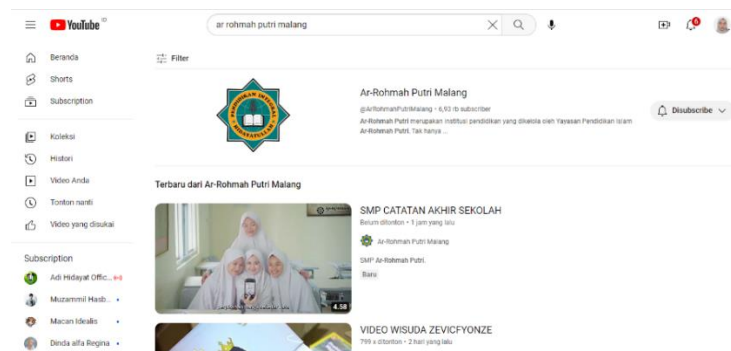 YouTube ID
ar rohmah putri malang
6
Beranda
Shorts
Subscription
Koleksi
Histori
Video Anda
Tonton nanti
Video yang disukai
Subscription
Adi Hidayat Offic...
Muzammil Hasb...
Macan Idealis
Dinda alfa Regina
Filter
PENDIDIKAN INTEGRAL
HIDAYATULLAH
Ar-Rohmah Putri Malang
@ArRohmahPutriMalang • 6,93 rb subscriber
Ar-Rohmah Putri merupakan institusi pendidikan yang dikelola oleh Yayasan Pendidikan Islam
Ar-Rohmah Putri. Tak hanya ...
Disubscribe
Terbaru dari Ar-Rohmah Putri Malang
4.58
SMP CATATAN AKHIR SEKOLAH
Belum ditonton • 1 jam yang lalu
Ar-Rohmah Putri Malang
SMP Ar-Rohmah Putri.
Baru
VIDEO WISUDA ZEVICFYONZE
799 x ditonton • 2 hari yang lalu